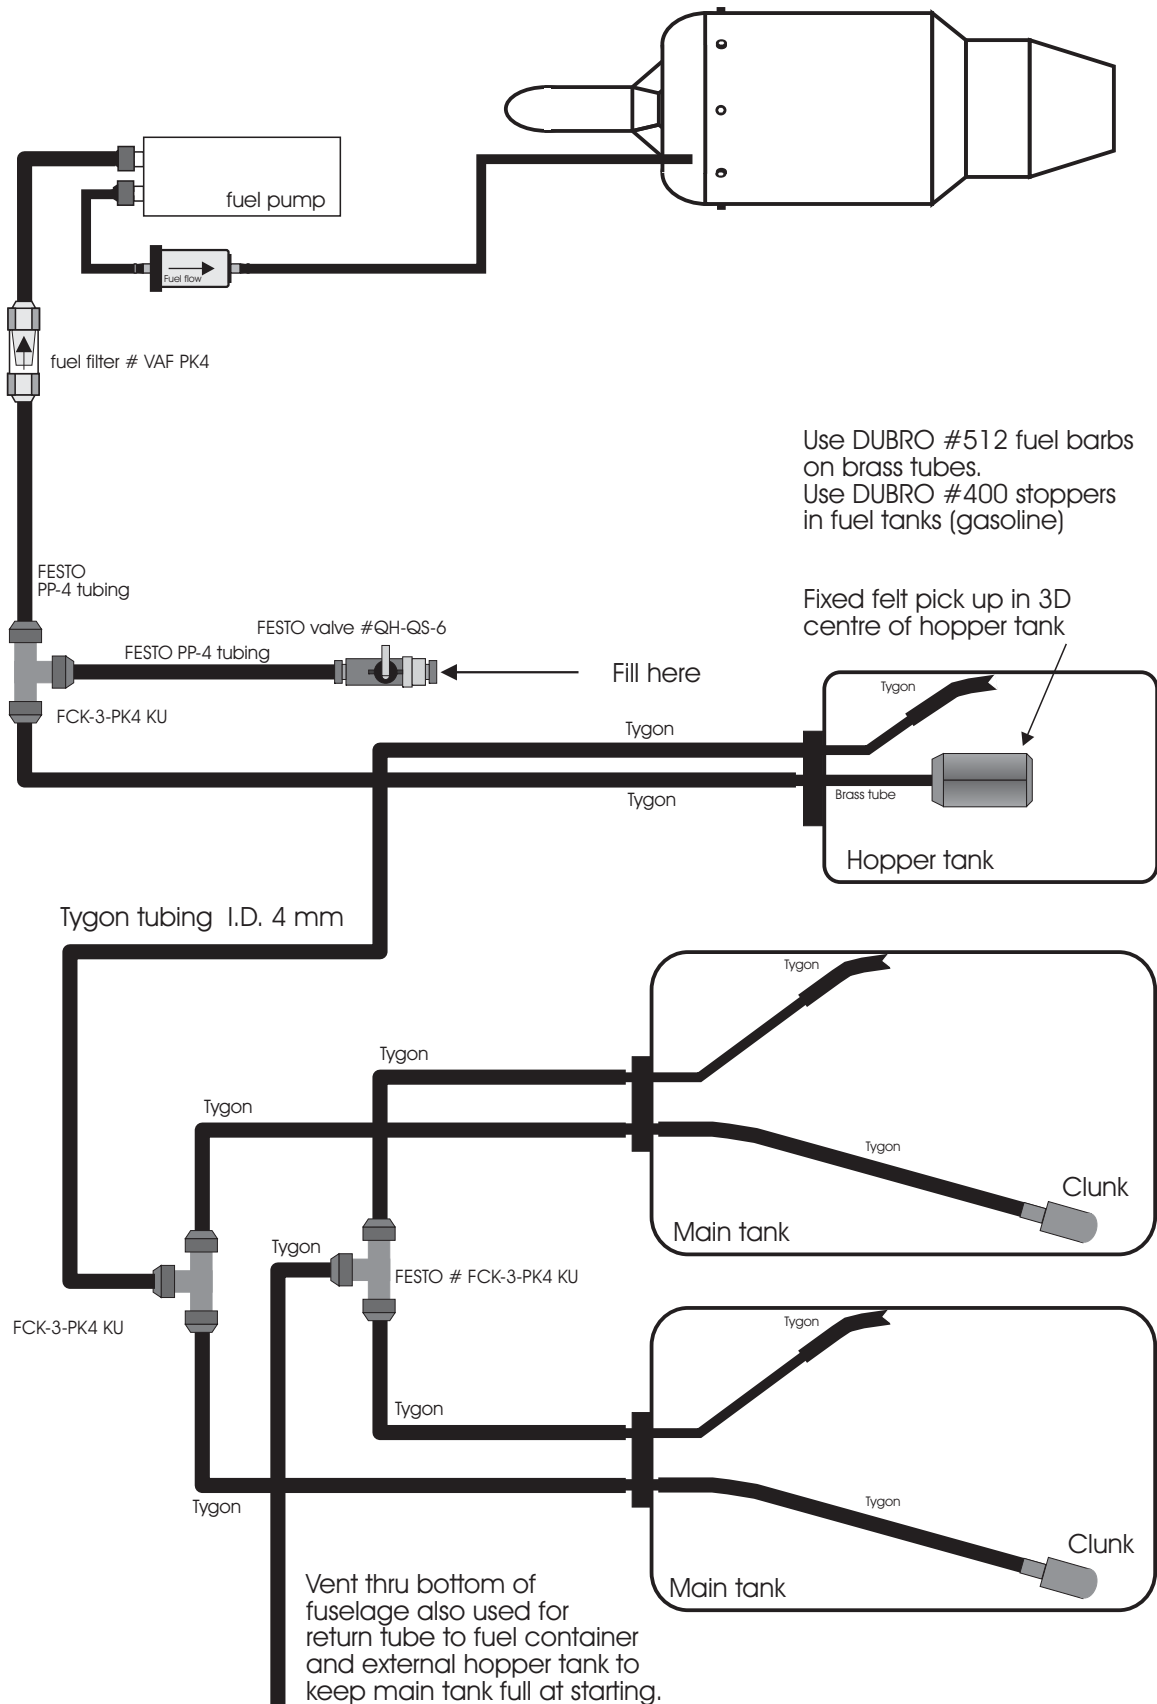 fuel pump
Fuel flow
fuel filter # VAF PK4
Use DUBRO #512 fuel barbs
on brass tubes.
Use DUBRO #400 stoppers
in fuel tanks (gasoline)
FESTO
PP-4 tubing
Fixed felt pick up in 3D
centre of hopper tank
FESTO valve #QH-QS-6
FESTO PP-4 tubing
Fill here
Tygon
FCK-3-PK4 KU
Tygon
Tygon
Brass tube
Hopper tank
Tygon tubing I.D. 4 mm
Tygon
Tygon
Tygon
Tygon
Clunk
Main tank
Tygon
FESTO # FCK-3-PK4 KU
FCK-3-PK4 KU
Tygon
Tygon
Tygon
Tygon
Clunk
Main tank
Vent thru bottom of
fuselage also used for
return tube to fuel container
and external hopper tank to
keep main tank full at starting.